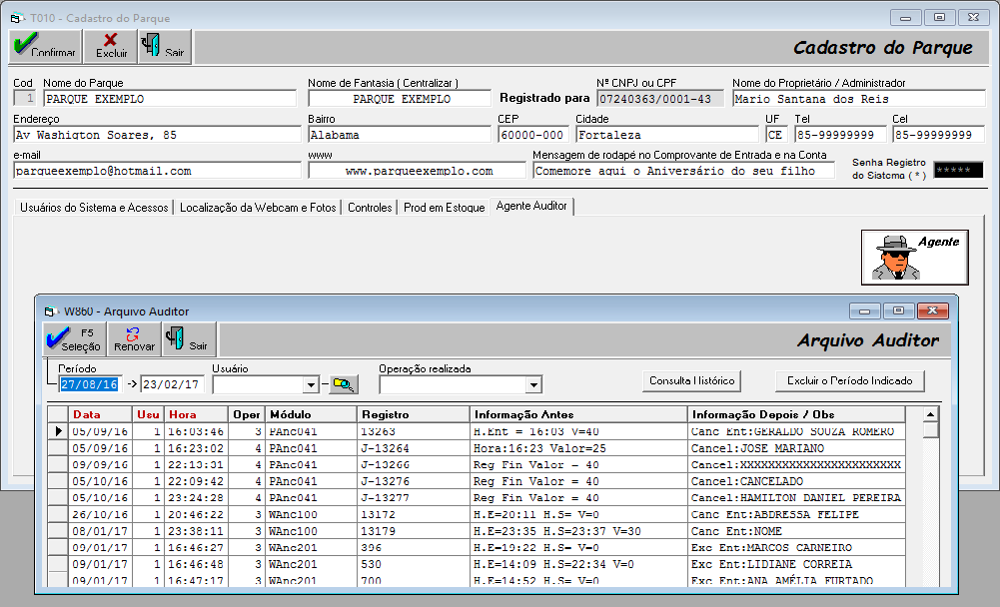 T010 - Cadastro do Parque
Confirmar Excluir Sair Cadastro do Parque
Cod Nome do Parque Nome de Fantasia ( Centralizar ) Nº CNPJ ou CPF Nome do Proprietário / Administrador
1 PARQUE EXEMPLO PARQUE EXEMPLO Registrado para 07240363/0001-43 Mario Santana dos Reis
Endereço Bairro CEP Cidade UF Tel Cel
Av Washigton Soares, 85 Alabama 60000-000 Fortaleza CE 85-99999999 85-99999999
e-mail www Mensagem de rodapé no Comprovante de Entrada e na Conta Senha Registro do Sistema ( * )
parqueexemplo@hotmail.com www.parqueexemplo.com Comemore aqui o Aniversário do seu filho *****
Usuários do Sistema e Acessos Localização da Webcam e Fotos Controles Prod em Estoque Agente Auditor
Agente
W860 - Arquivo Auditor
F5 Seleção Renovar Sair Arquivo Auditor
Período Usuário Operação realizada
27/08/16 -> 23/02/17 Consulta Histórico Excluir o Período Indicado
Data Usu Hora Oper Módulo Registro Informação Antes Informação Depois / Obs
05/09/16 1 16:03:46 3 PAnc041 13263 H.Ent = 16:03 V=40 Canc Ent:GERALDO SOUZA ROMERO
05/09/16 1 16:23:02 4 PAnc041 J-13264 Hora:16:23 Valor=25 Cancel:JOSE MARIANO
09/09/16 1 22:13:31 4 PAnc041 J-13266 Reg Fin Valor = 40 Cancel:XXXXXXXXXXXXXXXXXXXXXXX
05/10/16 1 22:09:42 4 PAnc041 J-13276 Reg Fin Valor = 40 Cancel:CANCELADO
05/10/16 1 23:24:28 4 PAnc041 J-13277 Reg Fin Valor = 40 Cancel:HAMILTON DANIEL PEREIRA
26/10/16 1 20:46:22 3 WAnc100 13172 H.E=20:11 H.S= V=0 Canc Ent:ABDRESSA FELIPE
08/01/17 1 23:38:11 3 WAnc100 13179 H.E=23:35 H.S=23:37 V=30 Canc Ent:NOME
09/01/17 1 16:46:27 3 WAnc201 396 H.E=19:22 H.S= V=0 Exc Ent:MARCOS CARNEIRO
09/01/17 1 16:46:48 3 WAnc201 530 H.E=14:09 H.S=22:34 V=0 Exc Ent:LIDIANE CORREIA
09/01/17 1 16:47:17 3 WAnc201 700 H.E=14:52 H.S= V=0 Exc Ent:ANA AMÉLIA FURTADO